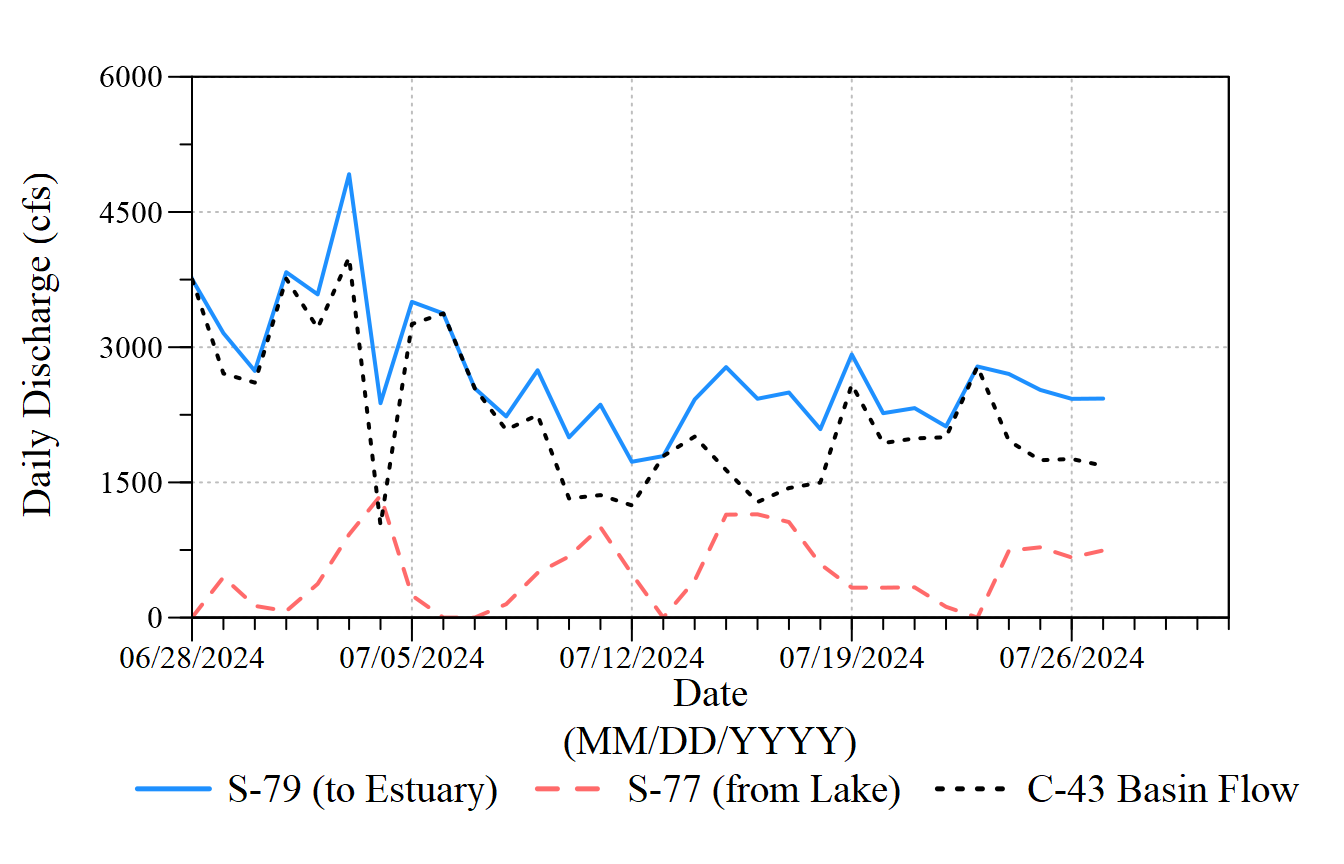 6000
4500
3000
1500
0
Daily Discharge (cfs)
06/28/2024 07/05/2024 07/12/2024 07/19/2024 07/26/2024
Date
(MM/DD/YYYY)
S-79 (to Estuary) S-77 (from Lake) C-43 Basin Flow